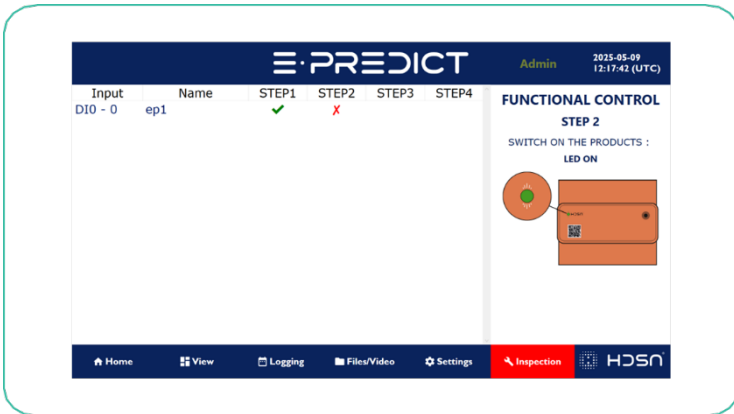 E·PREDICT
Admin
2025-05-09
12:17:42 (UTC)
Input Name STEP1 STEP2 STEP3 STEP4
DI0 - 0 ep1 ✔ ✗
FUNCTIONAL CONTROL
STEP 2
SWITCH ON THE PRODUCTS :
LED ON
HDSN
Home View Logging Files/Video Settings Inspection HDSN